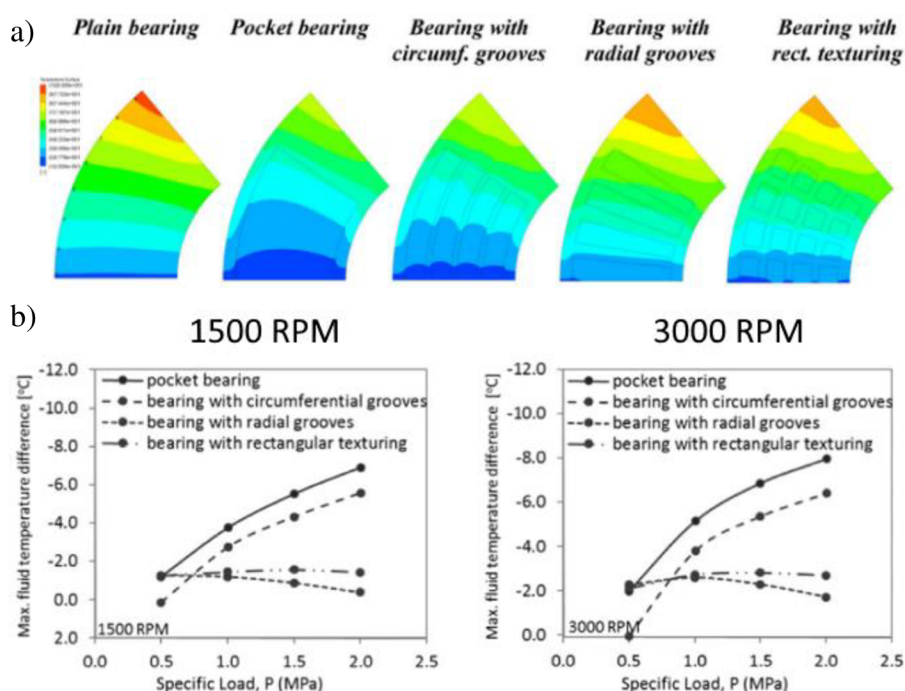 a)
Plain bearing
Pocket bearing
Bearing with
circumf. grooves
Bearing with
radial grooves
Bearing with
rect. texturing
b)
1500 RPM
-12.0
-10.0
-8.0
-6.0
-4.0
-2.0
0.0
2.0
Max. fluid temperature difference [°C]
pocket bearing
bearing with circumferential grooves
bearing with radial grooves
bearing with rectangular texturing
1500 RPM
0.0 0.5 1.0 1.5 2.0 2.5
Specific Load, P (MPa)
3000 RPM
-12.0
-10.0
-8.0
-6.0
-4.0
-2.0
0.0
Max. fluid temperature difference [°C]
pocket bearing
bearing with circumferential grooves
bearing with radial grooves
bearing with rectangular texturing
3000 RPM
0.0 0.5 1.0 1.5 2.0 2.5
Specific Load, P (MPa)